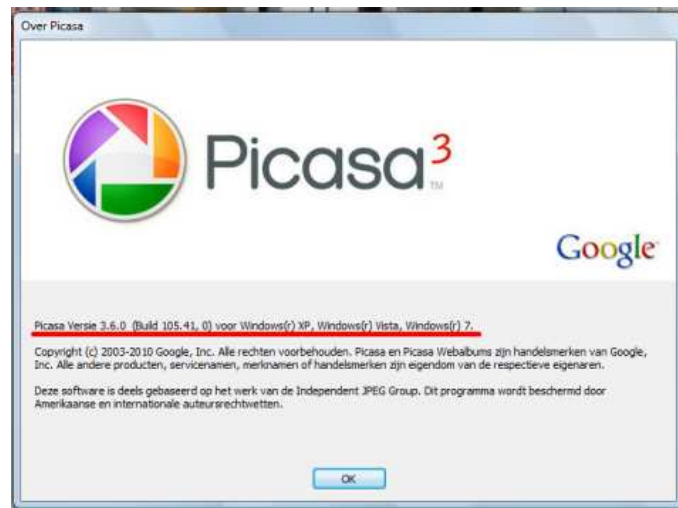 Over Picasa
Picasa 3
TM
Google
Picasa Versie 3.6.0 (Build 105.41, 0) voor Windows(r) XP, Windows(r) Vista, Windows(r) 7.
Copyright (c) 2003-2010 Google, Inc. Alle rechten voorbehouden. Picasa en Picasa Webalbums zijn handelsmerken van Google,
Inc. Alle andere producten, servicenamen, merknamen of handelsmerken zijn eigendom van de respectieve eigenaren.
Deze software is deels gebaseerd op het werk van de Independent JPEG Group. Dit programma wordt beschermd door
Amerikaanse en internationale auteursrechtwetten.
OK